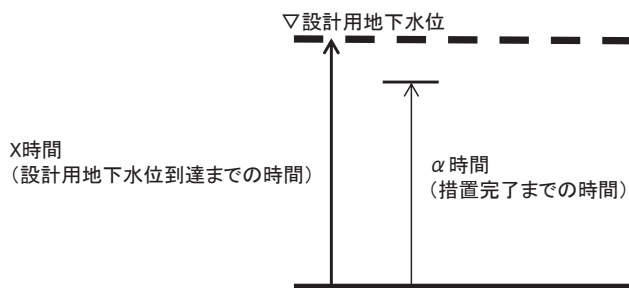 ▽設計用地下水位
X時間
（設計用地下水位到達までの時間）
α時間
（措置完了までの時間）